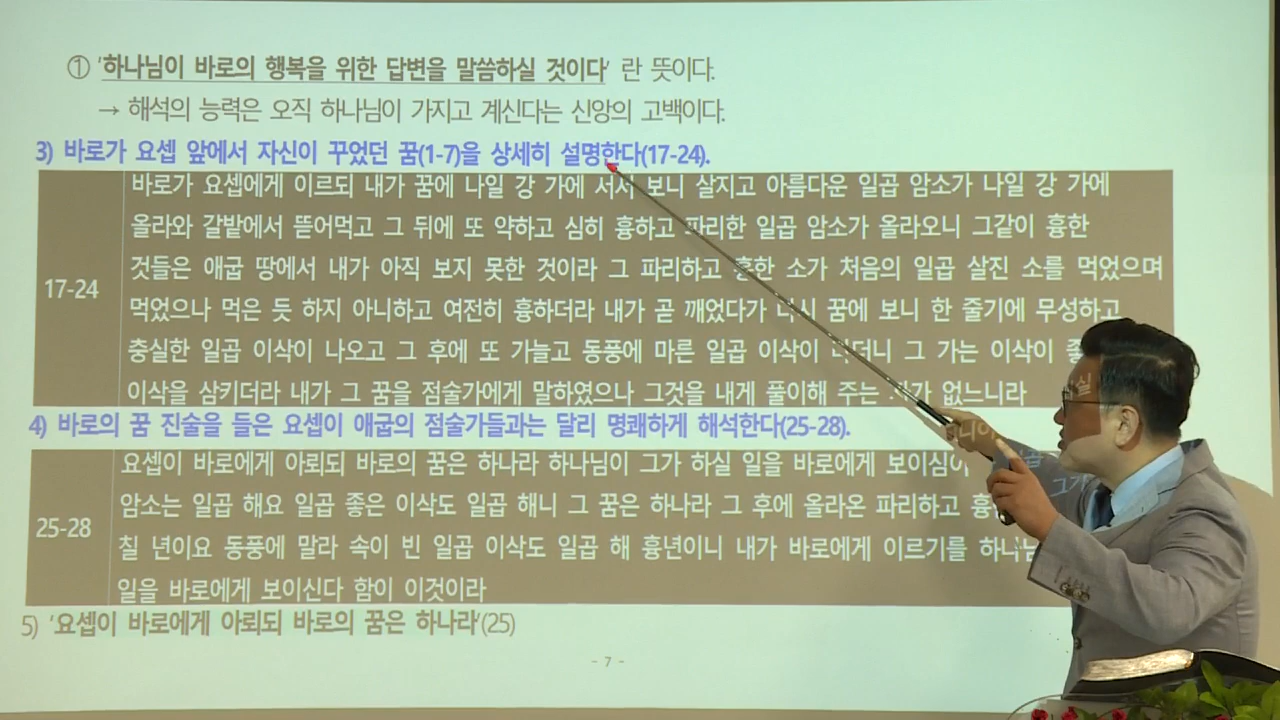 ① '하나님이 바로의 행복을 위한 답변을 말씀하실 것이다' 란 뜻이다.
→ 해석의 능력은 오직 하나님이 가지고 계신다는 신앙의 고백이다.
3) 바로가 요셉 앞에서 자신이 꾸었던 꿈(1-7)을 상세히 설명한다(17-24).
17-24
바로가 요셉에게 이르되 내가 꿈에 나일 강 가에 서서 보니 살지고 아름다운 일곱 암소가 나일 강 가에
올라와 갈밭에서 뜯어먹고 그 뒤에 또 약하고 심히 흉하고 파리한 일곱 암소가 올라오니 그같이 흉한
것들은 애굽 땅에서 내가 아직 보지 못한 것이라 그 파리하고 흉한 소가 처음의 일곱 살진 소를 먹었으며
먹었으나 먹은 듯 하지 아니하고 여전히 흉하더라 내가 곧 깨었다가 다시 꿈에 보니 한 줄기에 무성하고
충실한 일곱 이삭이 나오고 그 후에 또 가늘고 동풍에 마른 일곱 이삭이 나더니 그 가는 이삭이
이삭을 삼키더라 내가 그 꿈을 점술가에게 말하였으나 그것을 내게 풀이해 주는 자가 없느니라
4) 바로의 꿈 진술을 들은 요셉이 애굽의 점술가들과는 달리 명쾌하게 해석한다(25-28).
25-28
요셉이 바로에게 아뢰되 바로의 꿈은 하나라 하나님이 그가 하실 일을 바로에게 보이심이니이
암소는 일곱 해요 일곱 좋은 이삭도 일곱 해니 그 꿈은 하나라 그 후에 올라온 파리하고
칠 년이요 동풍에 말라 속이 빈 일곱 이삭도 일곱 해 흉년이니 내가 바로에게 이르기를 하나님
일을 바로에게 보이신다 함이 이것이라
5) '요셉이 바로에게 아뢰되 바로의 꿈은 하나라'(25)
- 7 -